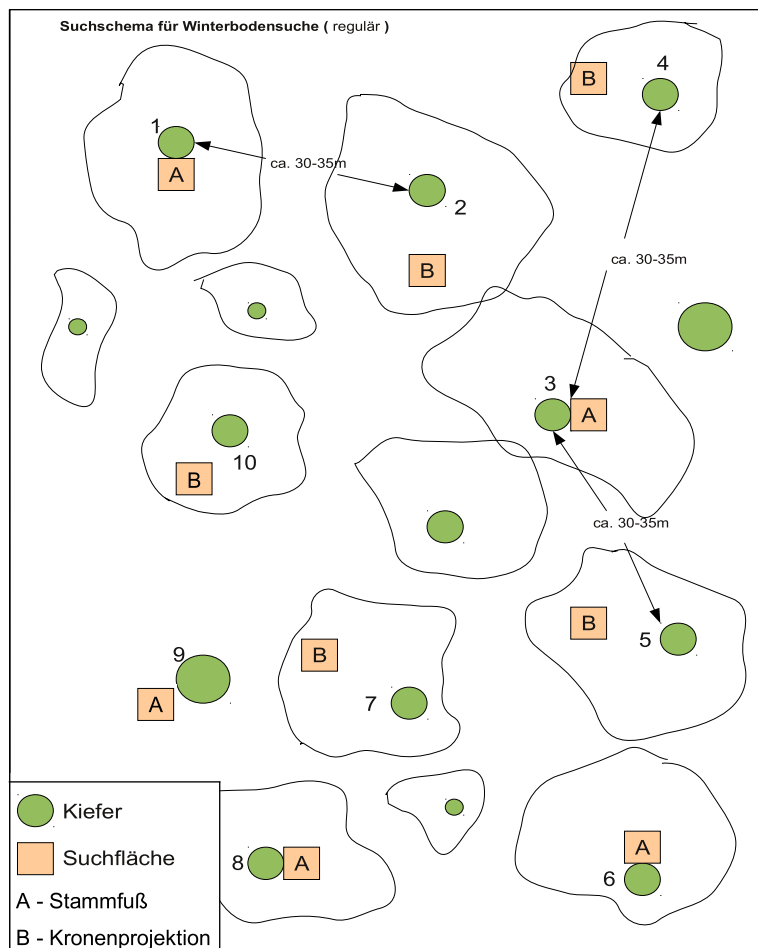 Suchschema für Winterbodensuche ( regulär )
4
B
1
ca. 30-35m
A
2
B
ca. 30-35m
3
A
10
B
ca. 30-35m
B
5
9
B
A
7
Kiefer
Suchfläche
A - Stammfuß
B - Kronenprojektion
8
A
A
6